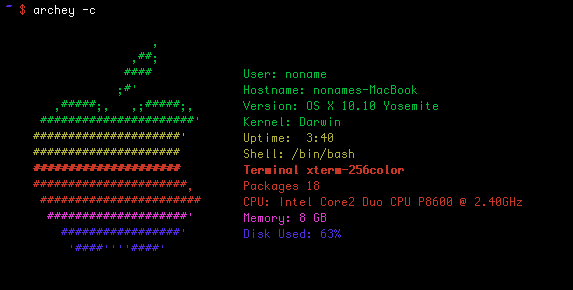 ~ $ archey -c
User: noname
Hostname: nonames-MacBook
Version: OS X 10.10 Yosemite
Kernel: Darwin
Uptime:  3:40
Shell: /bin/bash
Terminal xterm-256color
Packages 18
CPU: Intel Core2 Duo CPU P8600 @ 2.40GHz
Memory: 8 GB
Disk Used: 63%